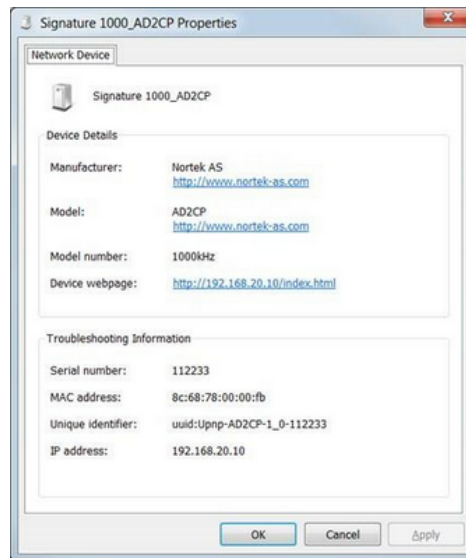 Signature 1000_AD2CP Properties
Network Device
Signature 1000_AD2CP
Device Details
Manufacturer: Nortek AS
http://www.nortek-as.com
Model: AD2CP
http://www.nortek-as.com
Model number: 1000kHz
Device webpage: http://192.168.20.10/index.html
Troubleshooting Information
Serial number: 112233
MAC address: 8c:68:78:00:00:fb
Unique identifier: uuid:Upnp-AD2CP-1_0-112233
IP address: 192.168.20.10
OK Cancel Apply